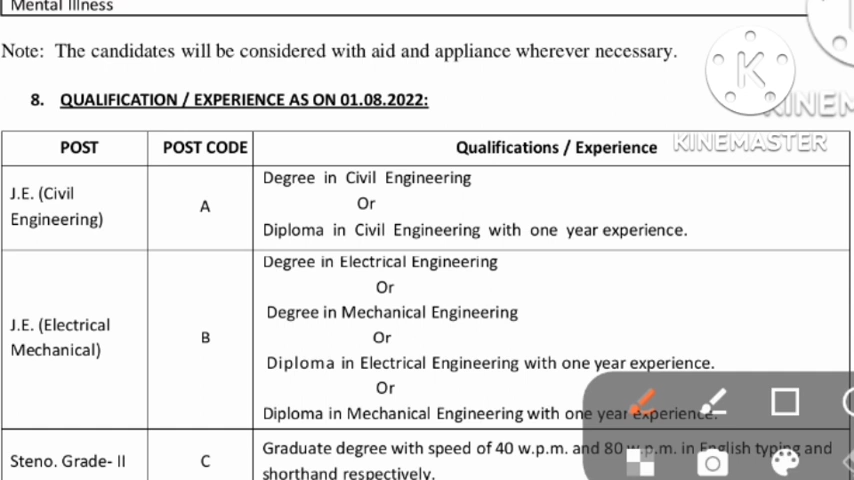 Mental Illness
Note: The candidates will be considered with aid and appliance wherever necessary.
8. QUALIFICATION / EXPERIENCE AS ON 01.08.2022:
POST POST CODE Qualifications / Experience
J.E. (Civil Engineering)
A
Degree in Civil Engineering
Or
Diploma in Civil Engineering with one year experience.
J.E. (Electrical Mechanical)
B
Degree in Electrical Engineering
Or
Degree in Mechanical Engineering
Or
Diploma in Electrical Engineering with one year experience.
Or
Diploma in Mechanical Engineering with one year experience.
Steno. Grade- II
C
Graduate degree with speed of 40 w.p.m. and 80 w.p.m. in English typing and
shorthand respectively.
K
KINEM
KINEMASTER